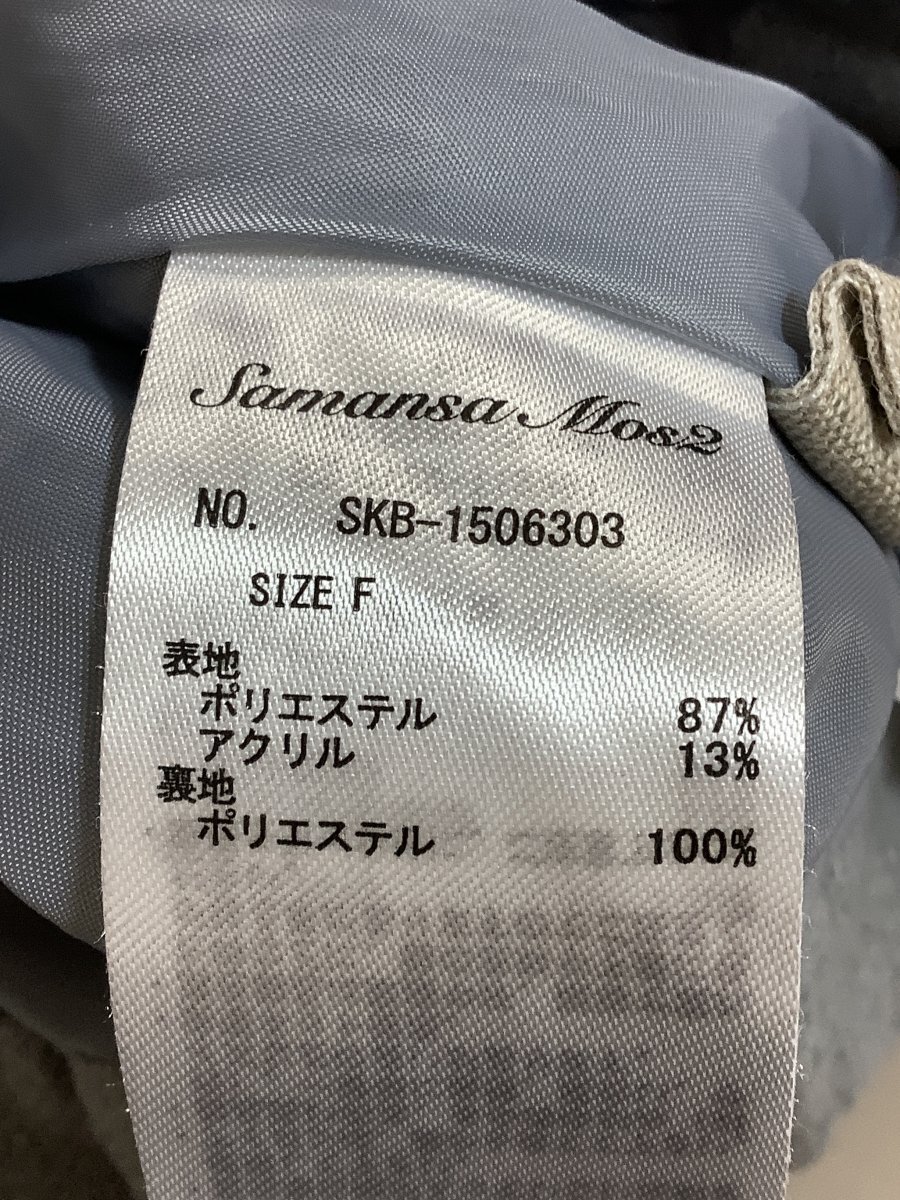 Samansa Mos2
NO. SKB-1506303
SIZE F
表地
ポリエステル 87%
アクリル 13%
裏地
ポリエステル 100%